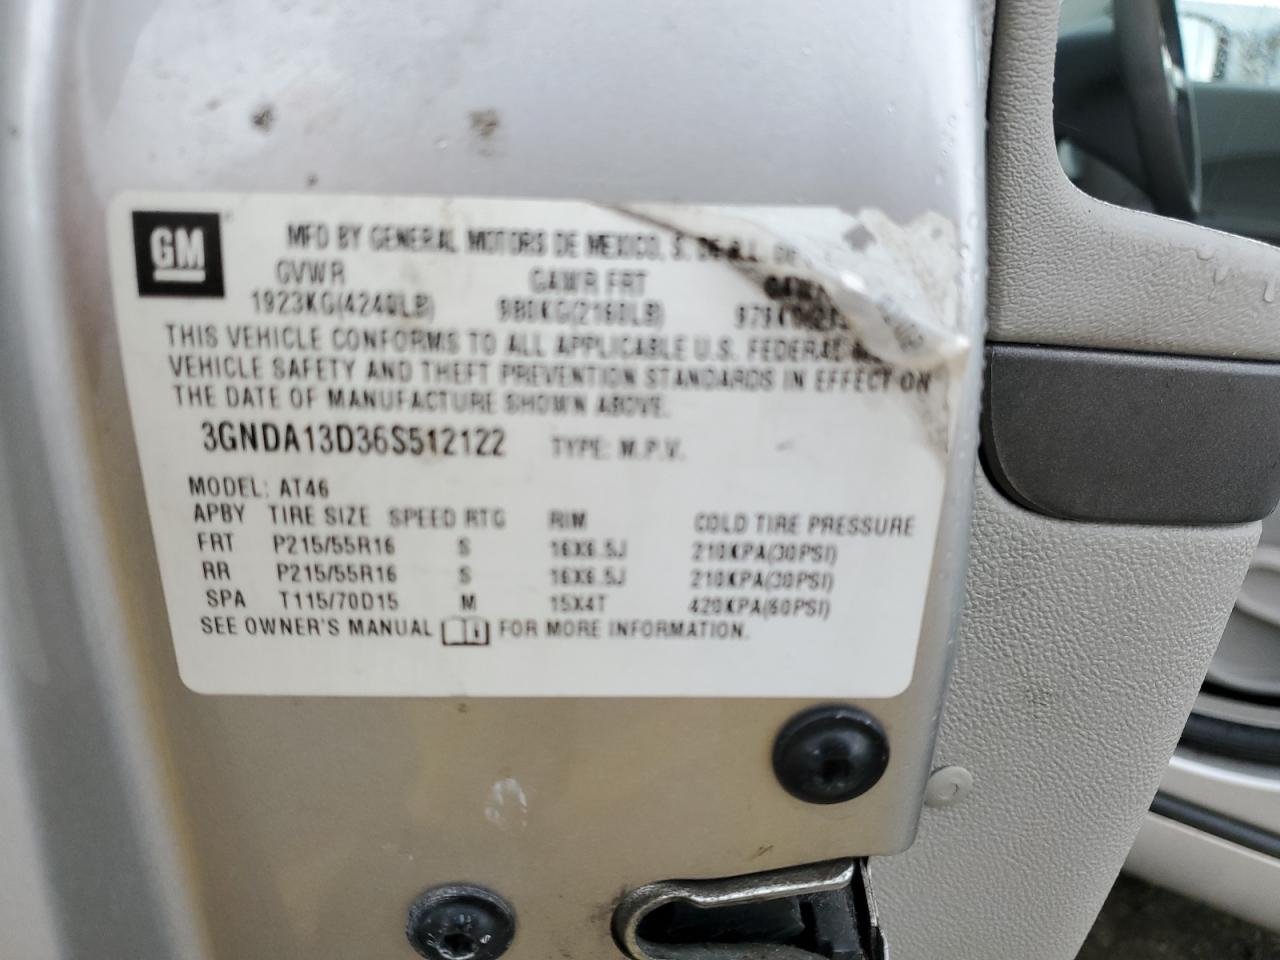 GM
MFD BY GENERAL MOTORS DE MEXICO, S. DE R.L. DE
GVWR GAWR FRT
1923KG(4240LB) 980KG(2160LB)
THIS VEHICLE CONFORMS TO ALL APPLICABLE U.S. FEDERAL
VEHICLE SAFETY AND THEFT PREVENTION STANDARDS IN EFFECT ON
THE DATE OF MANUFACTURE SHOWN ABOVE.
3GNDA13D36S512122 TYPE: M.P.V.
MODEL: AT46
APBY TIRE SIZE SPEED RTG RIM COLD TIRE PRESSURE
FRT P215/55R16 S 16X6.5J 210KPA(30PSI)
RR P215/55R16 S 16X6.5J 210KPA(30PSI)
SPA T115/70D15 M 15X4T 420KPA(60PSI)
SEE OWNER'S MANUAL FOR MORE INFORMATION.